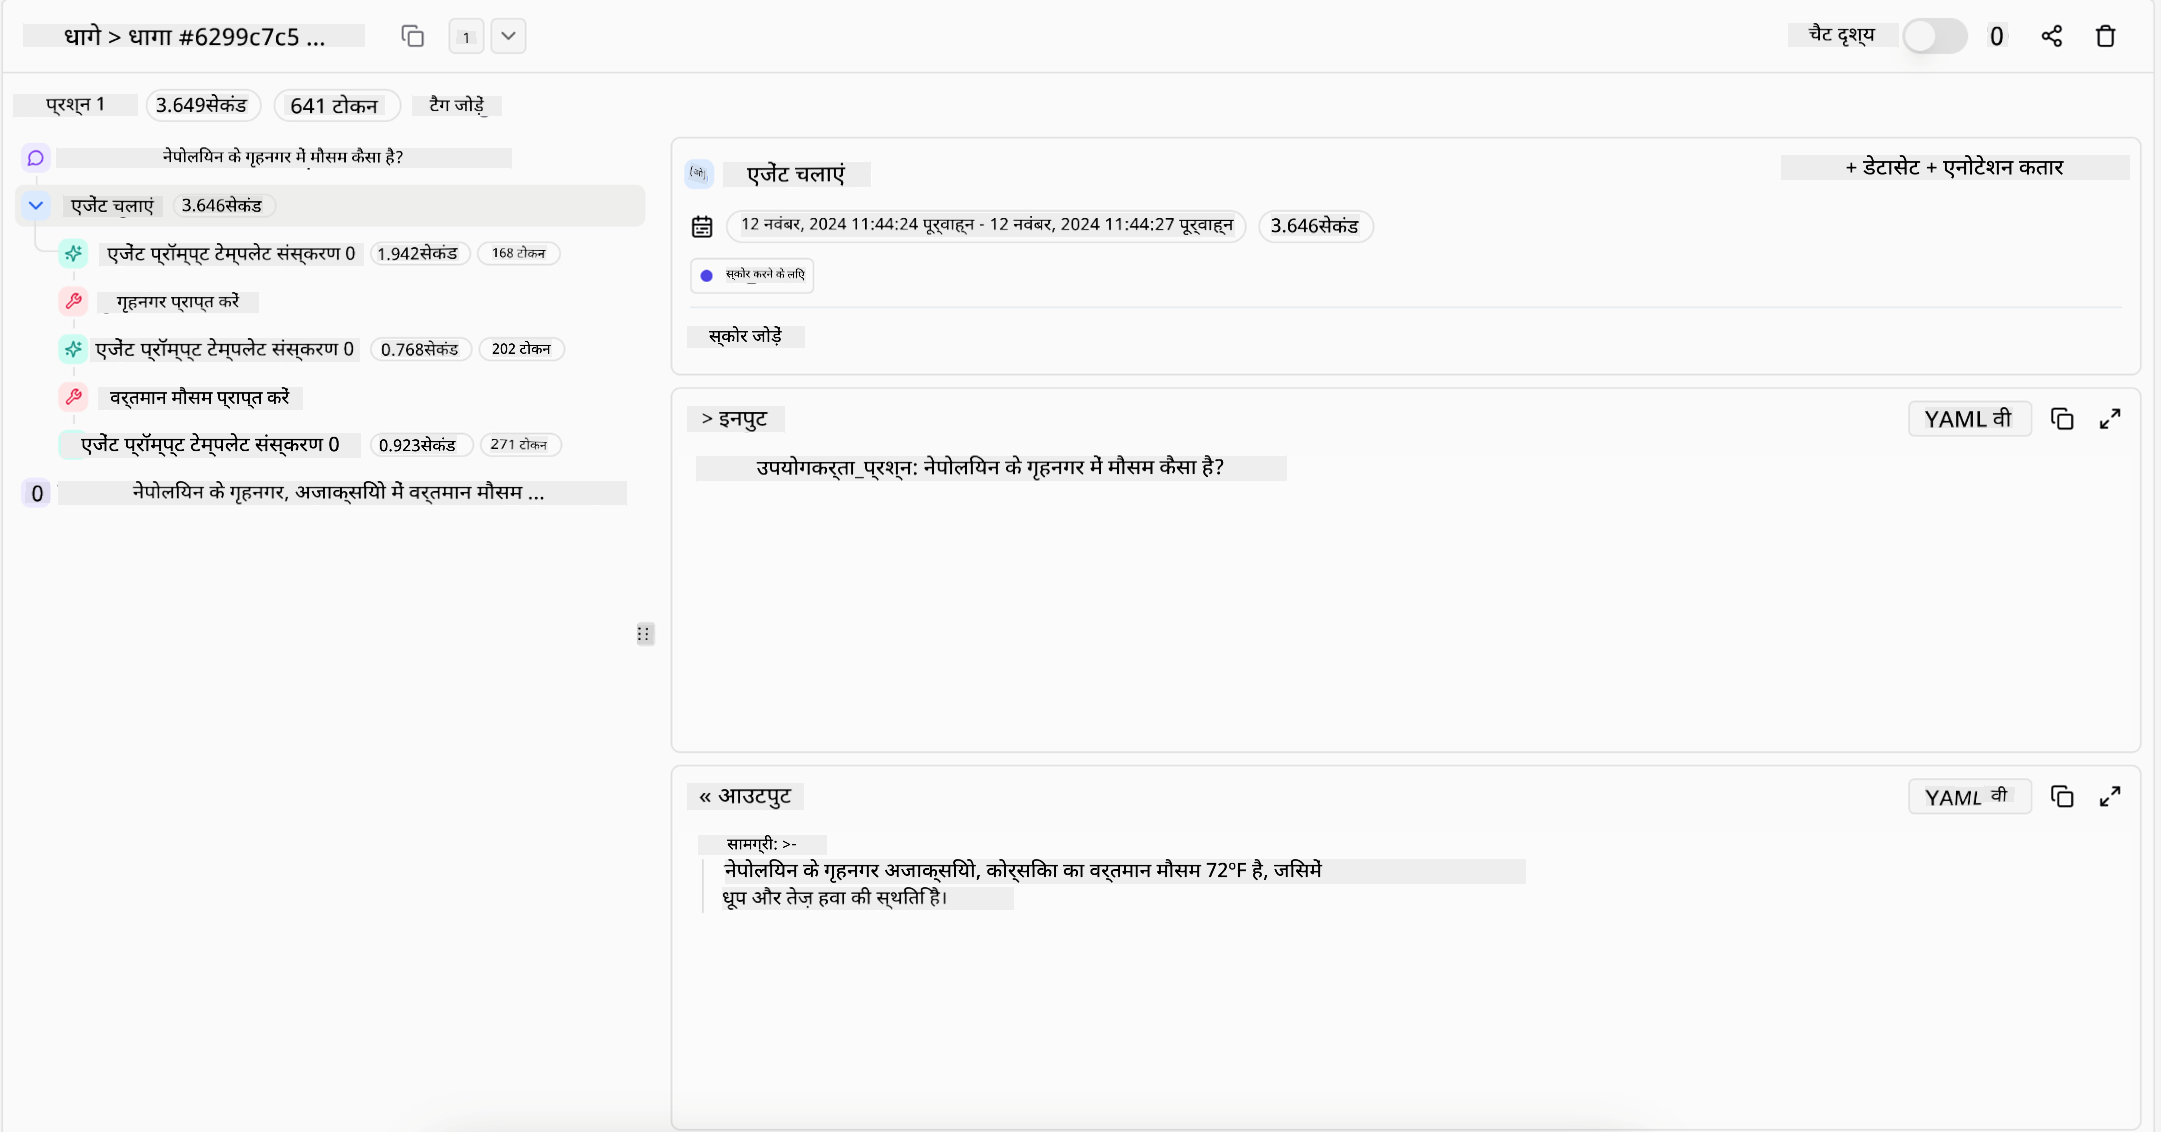 धागे > धागा #6299c7c5 ...
1
चैट दृश्य
0
प्रश्न 1
3.649सेकंड
641 टोकन
टैग जोड़ें
नेपोलियन के गृहनगर में मौसम कैसा है?
एजेंट चलाएं
3.646सेकंड
एजेंट प्रॉम्प्ट टेम्पलेट संस्करण 0
1.942सेकंड
168 टोकन
गृहनगर प्राप्त करें
एजेंट प्रॉम्प्ट टेम्पलेट संस्करण 0
0.768सेकंड
202 टोकन
वर्तमान मौसम प्राप्त करें
एजेंट प्रॉम्प्ट टेम्पलेट संस्करण 0
0.923सेकंड
271 टोकन
0
नेपोलियन के गृहनगर, अजाक्सियो में वर्तमान मौसम ...
एजेंट चलाएं
+ डेटासेट + एनोटेशन कतार
12 नवंबर, 2024 11:44:24 पूर्वाह्न - 12 नवंबर, 2024 11:44:27 पूर्वाह्न
3.646सेकंड
स्कोर करने के लिए
स्कोर जोड़ें
> इनपुट
YAML वी
उपयोगकर्ता_प्रश्न: नेपोलियन के गृहनगर में मौसम कैसा है?
« आउटपुट
YAML वी
सामग्री: >-
नेपोलियन के गृहनगर अजाक्सियो, कोर्सिका का वर्तमान मौसम 72°F है, जिसमें
धूप और तेज़ हवा की स्थिति है।